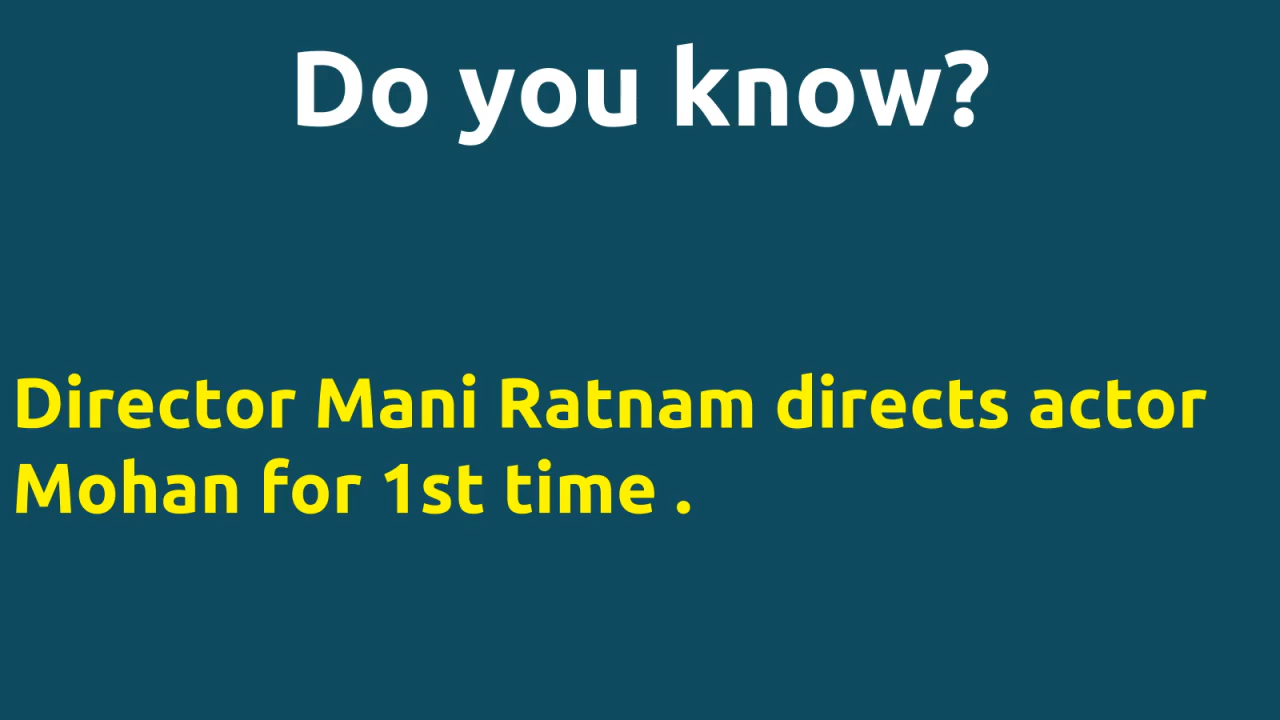 Do you know?
Director Mani Ratnam directs actor
Mohan for 1st time .